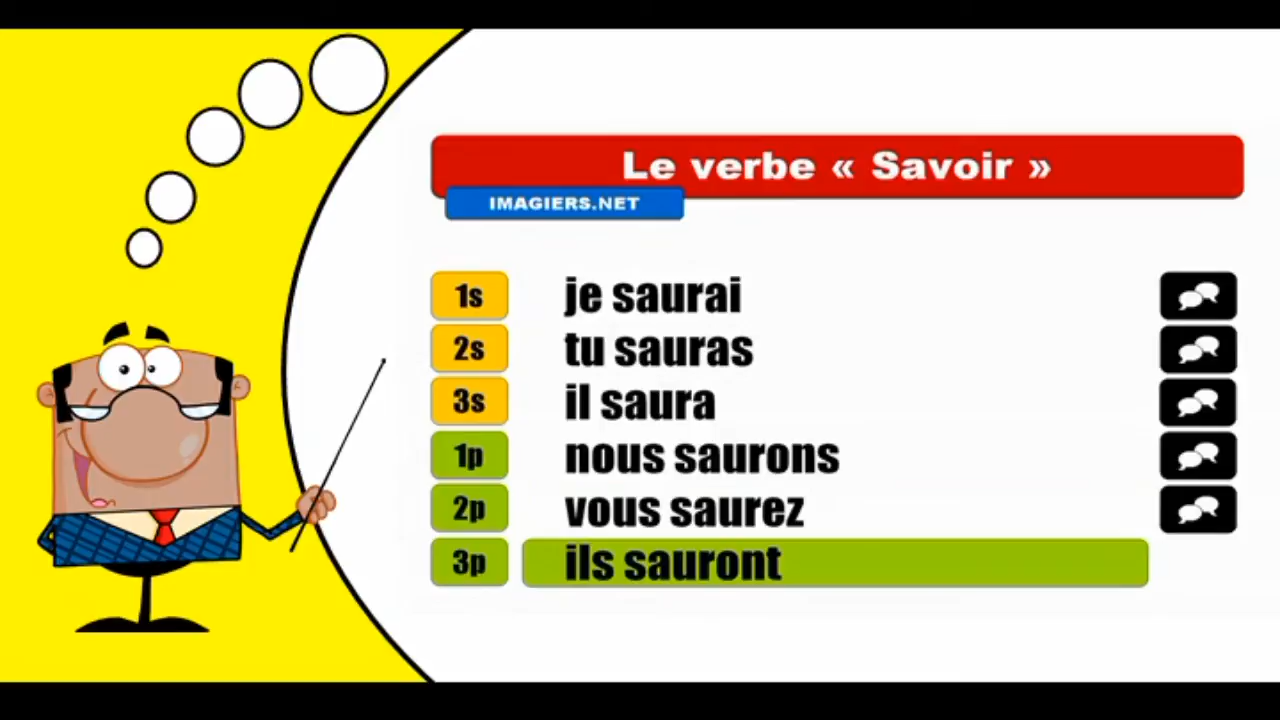 Le verbe « Savoir »
IMAGIERS.NET
1s je saurai
2s tu sauras
3s il saura
1p nous saurons
2p vous saurez
3p ils sauront